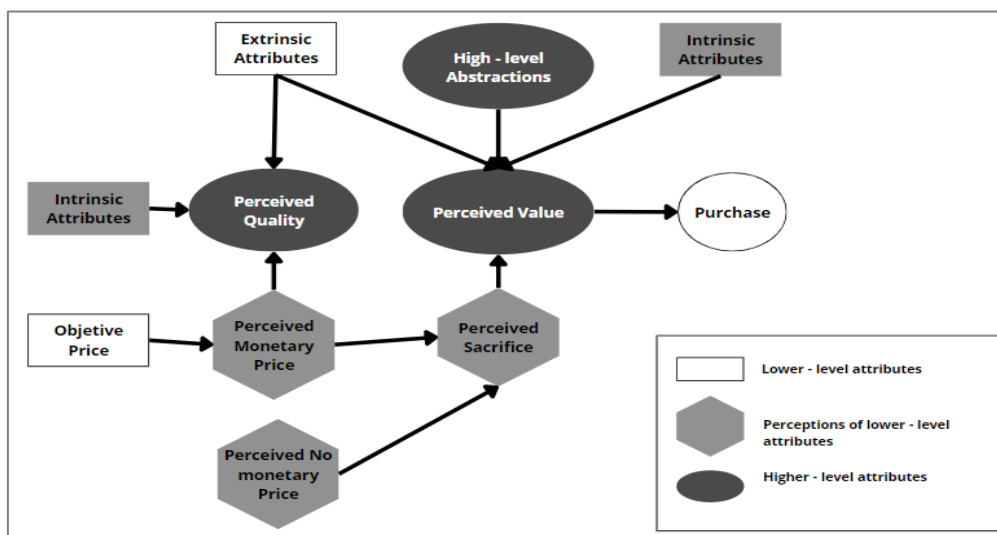 Extrinsic
Attributes
High - level
Abstractions
Intrinsic
Attributes
Intrinsic
Attributes
Perceived
Quality
Perceived Value
Purchase
Objetive
Price
Perceived
Monetary
Price
Perceived
Sacrifice
Perceived No
monetary
Price
Lower - level attributes
Perceptions of lower - level
attributes
Higher - level attributes